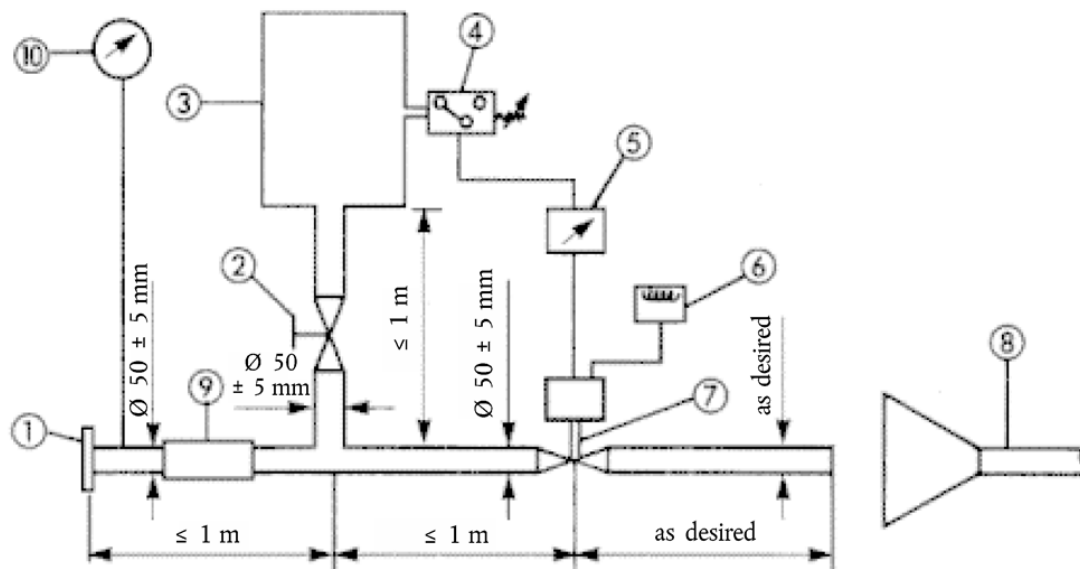 ⑩
④
③
⑤
②
⑥
⑧
Ø 50 ± 5 mm
≤ 1 m
Ø 50 ± 5 mm
as desired
Ø 50
± 5 mm
⑨
⑦
①
≤ 1 m
≤ 1 m
as desired